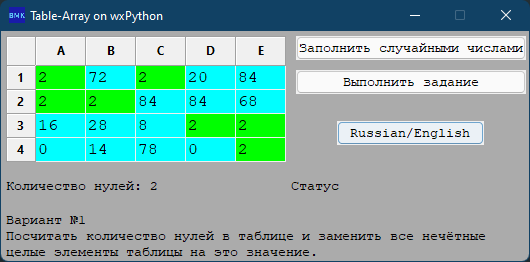 BMK Table-Array on wxPython
A B C D E
Заполнить случайными числами
1 2 72 2 20 84
Выполнить задание
2 2 2 84 84 68
3 16 28 8 2 2
Russian/English
4 0 14 78 0 2
Количество нулей: 2 Статус
Вариант №1
Посчитать количество нулей в таблице и заменить все нечётные
целые элементы таблицы на это значение.